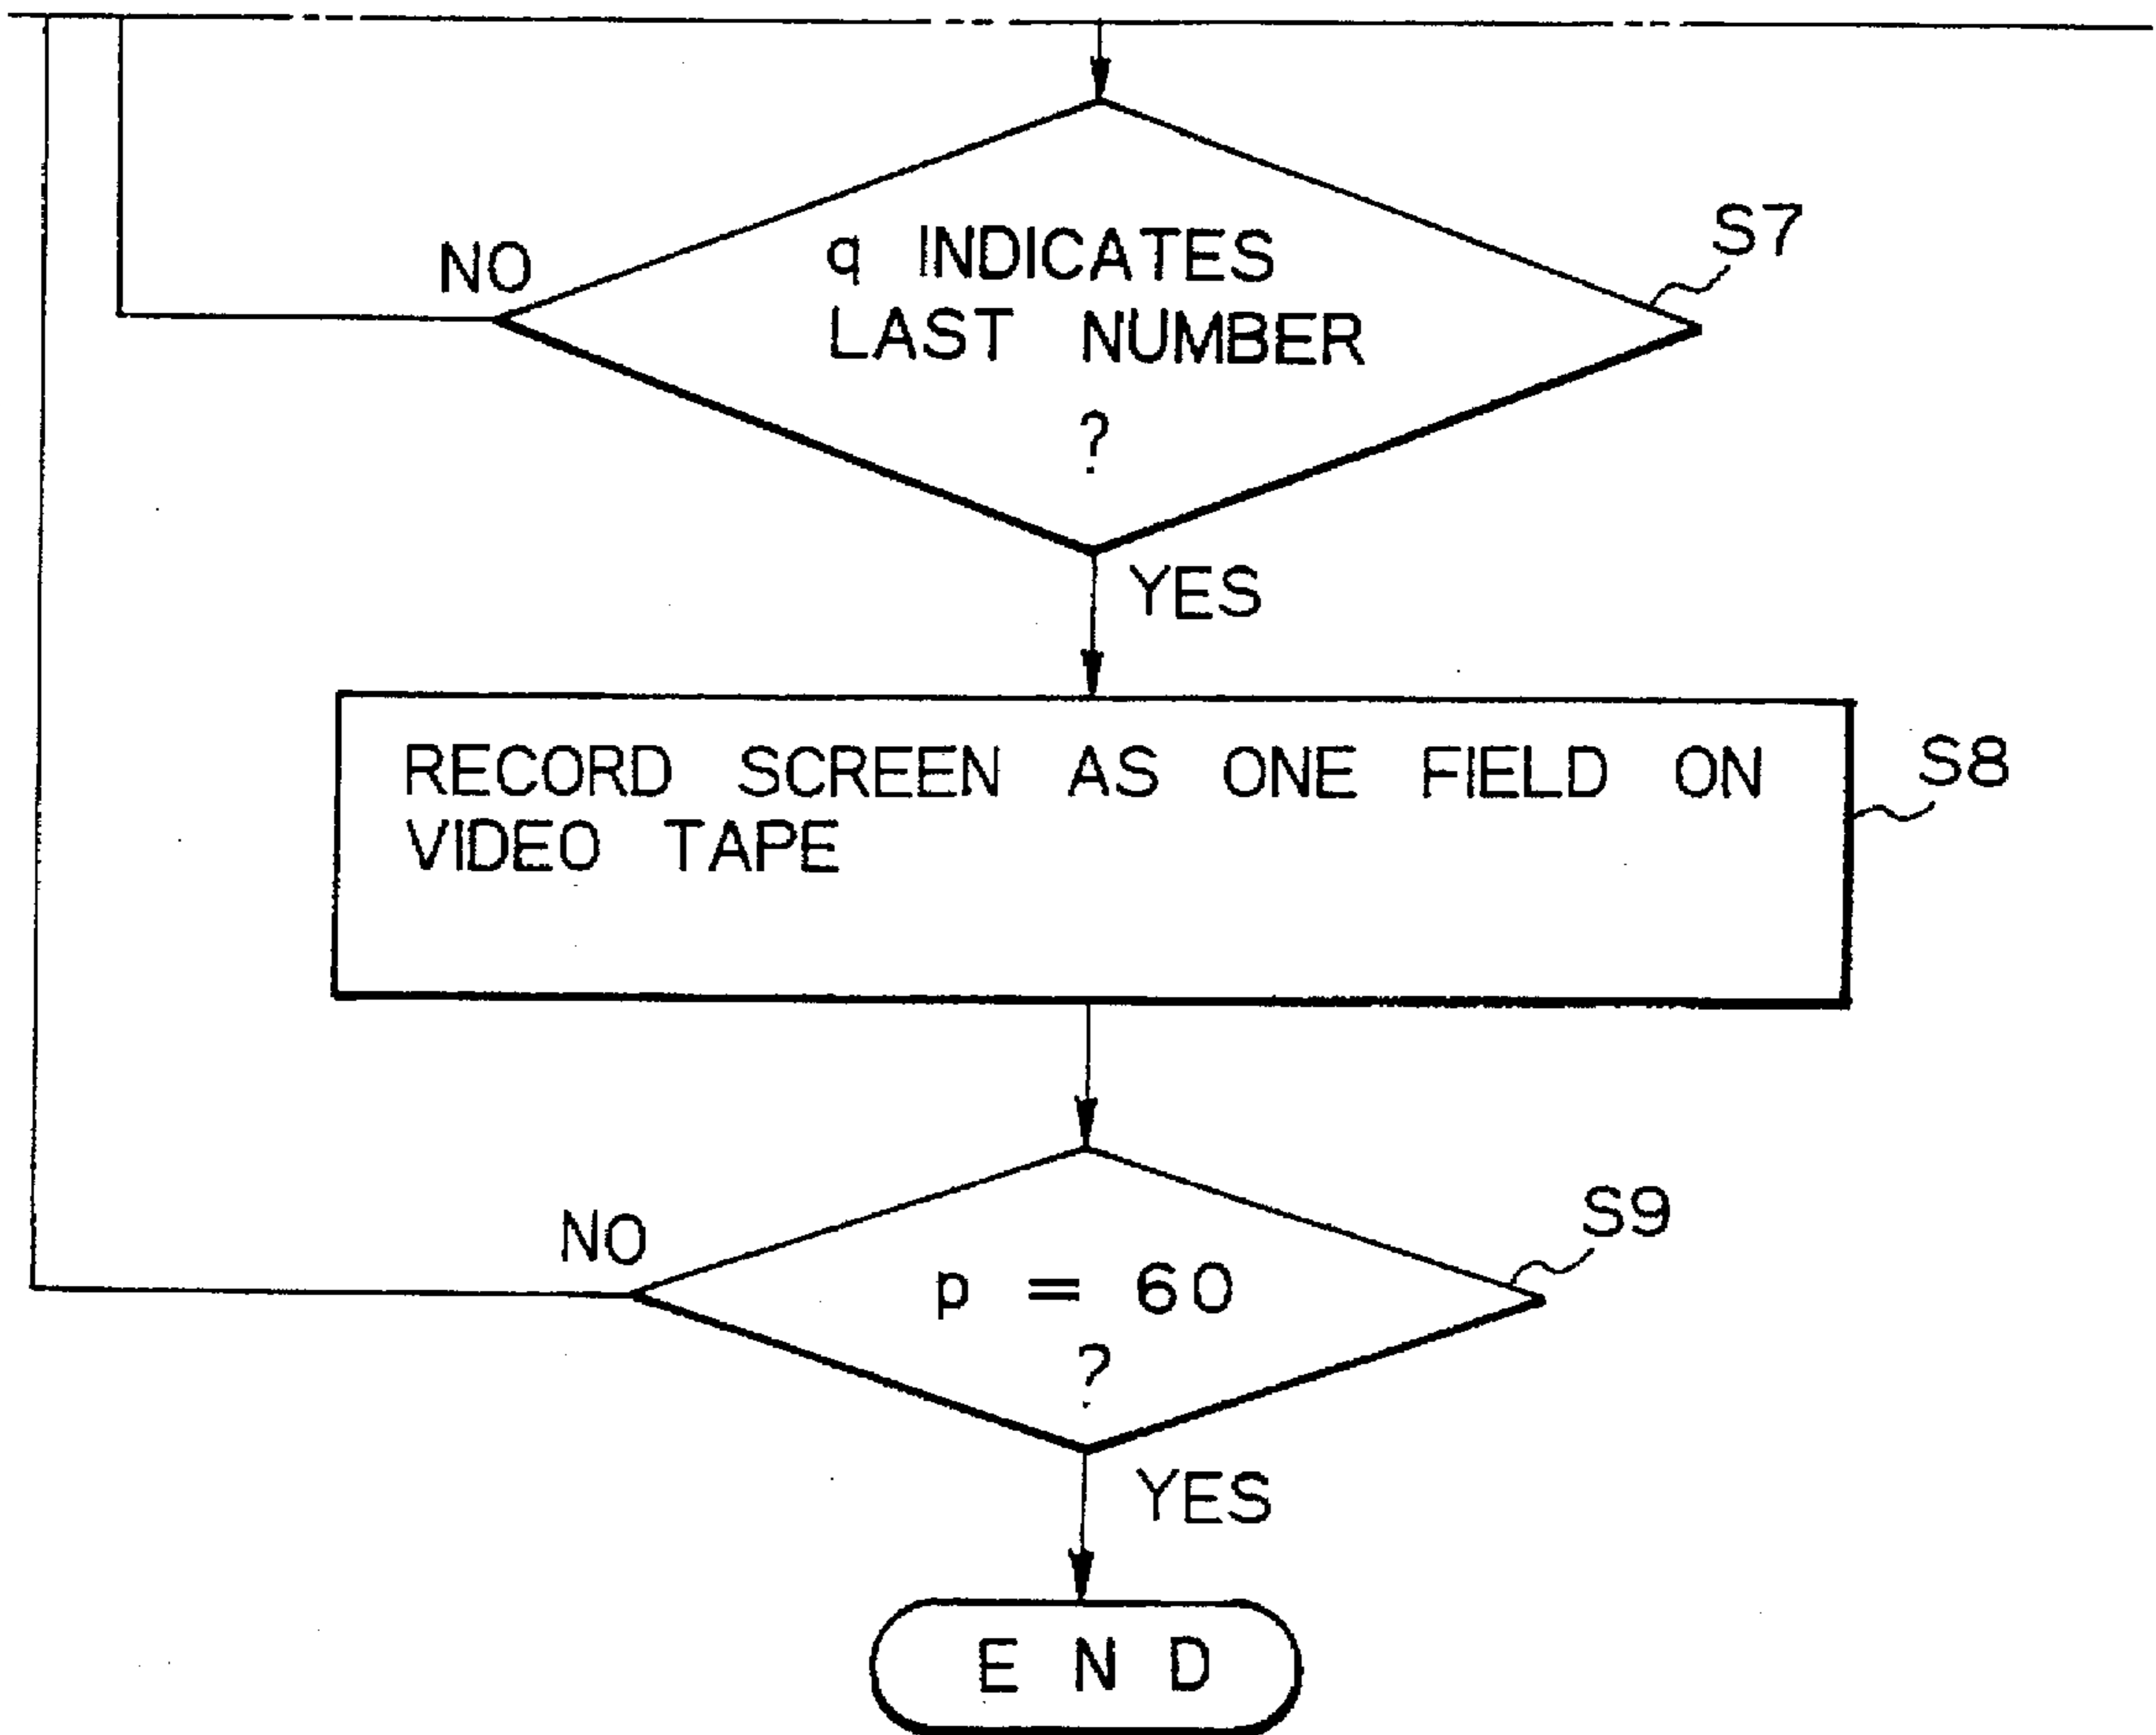 S7
q INDICATES
NO
LAST NUMBER
?
YES
RECORD SCREEN AS ONE FIELD ON
VIDEO TAPE
S8
S9
NO
p = 60
?
YES
END